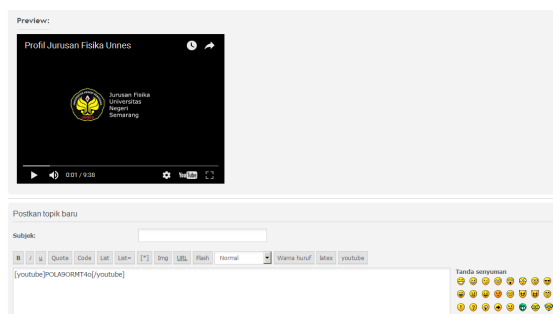 Preview:
Profil Jurusan Fisika Unnes
Jurusan Fisika
Universitas
Negeri
Semarang
0:01 / 9:38
YouTube
Postkan topik baru
Subjek:
B i u Quote Code List List= [*] Img URL Flash Normal Warna huruf latex youtube
[youtube]POLA9ORMT4o[/youtube]
Tanda senyuman